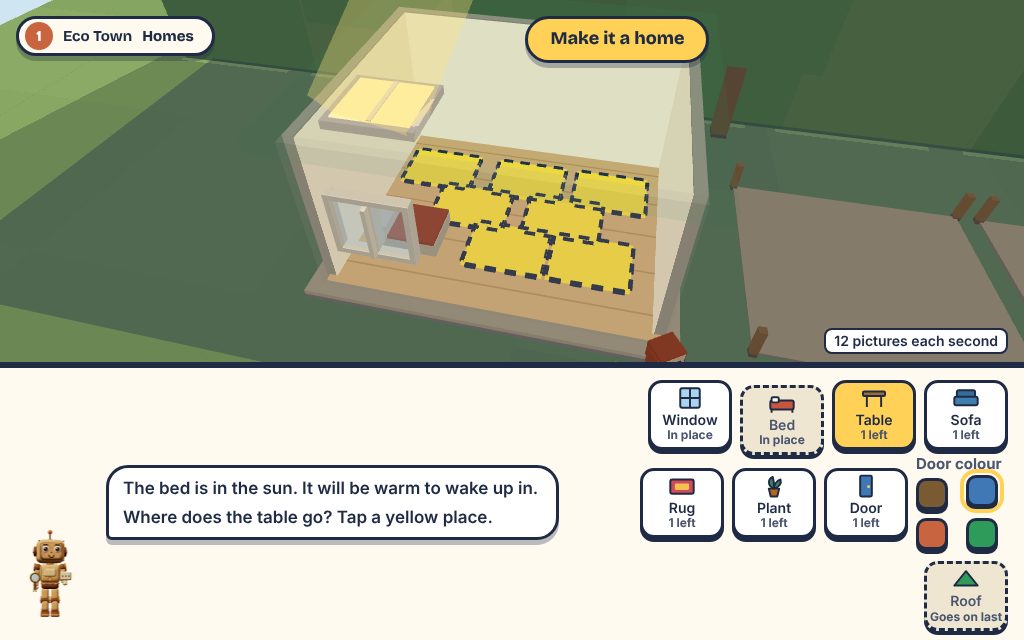 1 Eco Town Homes
Make it a home
12 pictures each second
Window
In place
Bed
In place
Table
1 left
Sofa
1 left
Door colour
Rug
1 left
Plant
1 left
Door
1 left
The bed is in the sun. It will be warm to wake up in.
Where does the table go? Tap a yellow place.
Roof
Goes on last